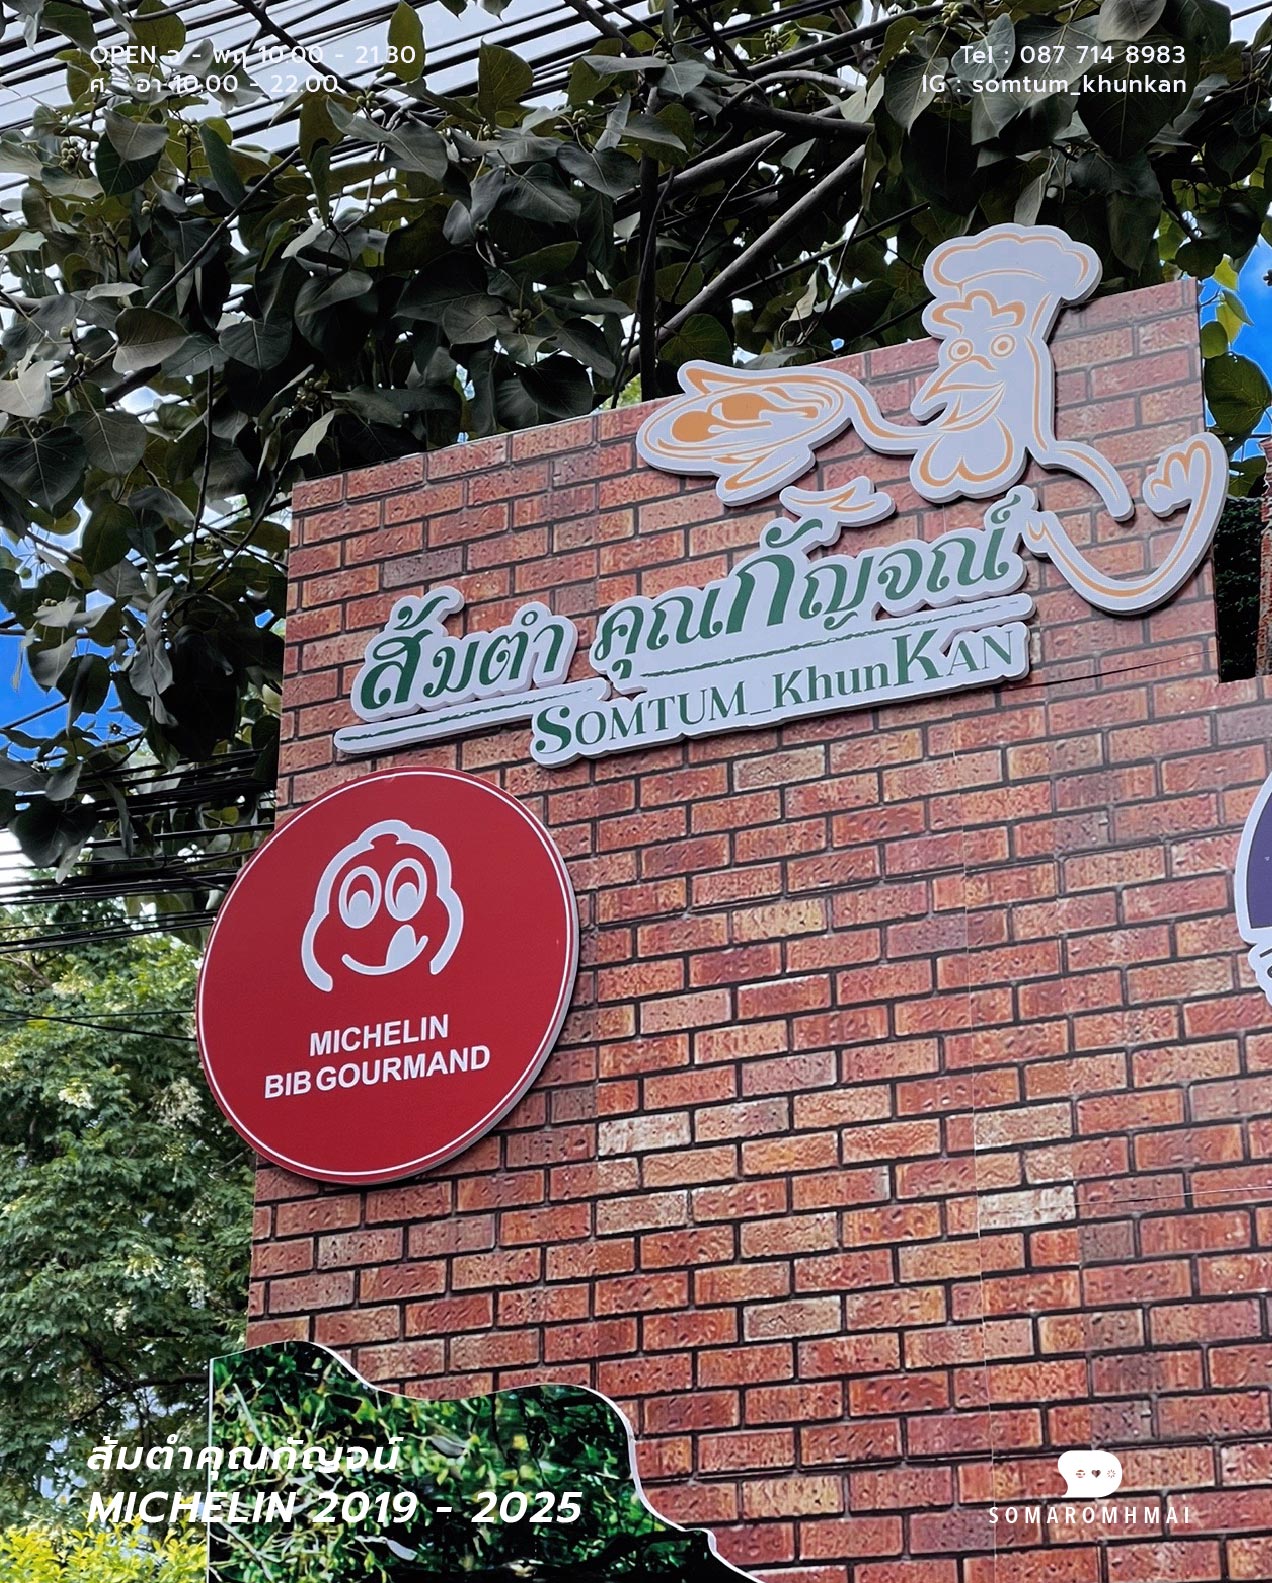 OPEN จ - พฤ 10.00 - 21.30
ศ - อา 10.00 - 22.00
Tel : 087 714 8983
IG : somtum_khunkan
ส้มตำ คุณกัญจณ์
SOMTUM_KhunKAN
MICHELIN
BIB GOURMAND
ส้มตำคุณกัญจน์
MICHELIN 2019 - 2025
SOMAROMHMAI